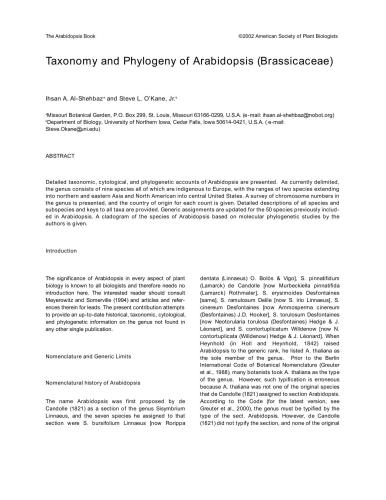 The Arabidopsis Book
©2002 American Society of Plant Biologists
Taxonomy and Phylogeny of Arabidopsis (Brassicaceae)
Ihsan A. Al-Shehbazᵃ and Steve L. O'Kane, Jr.ᵇ
ᵃMissouri Botanical Garden, P.O. Box 299, St. Louis, Missouri 63166-0299, U.S.A. (e-mail: ihsan.al-shehbaz@nobot.org)
ᵇDepartment of Biology, University of Northern Iowa, Cedar Falls, Iowa 50614-0421, U.S.A. ( e-mail:
Steve.Okane@uni.edu)
ABSTRACT
Detailed taxonomic, cytological, and phylogenetic accounts of Arabidopsis are presented. As currently delimited,
the genus consists of nine species all of which are indigenous to Europe, with the ranges of two species extending
into northern and eastern Asia and North American into central United States. A survey of chromosome numbers in
the genus is presented, and the country of origin for each count is given. Detailed descriptions of all species and
subspecies and keys to all taxa are provided. Generic assignments are updated for the 50 species previously includ-
ed in Arabidopsis. A cladogram of the species of Arabidopsis based on molecular phylogenetic studies by the
authors is given.
Introduction
The significance of Arabidopsis in every aspect of plant
biology is known to all biologists and therefore needs no
introduction here. The interested reader should consult
Meyerowitz and Somerville (1994) and articles and refer-
ences therein for leads. The present contribution attempts
to provide an up-to-date historical, taxonomic, cytological,
and phylogenetic information on the genus not found in
any other single publication.
Nomenclature and Generic Limits
Nomenclatural history of Arabidopsis
The name Arabidopsis was first proposed by de
Candolle (1821) as a section of the genus Sisymbrium
Linnaeus, and the seven species he assigned to that
section were S. bursifolium Linnaeus [now Rorippa
dentata (Linnaeus) O. Bolòs & Vigo], S. pinnatifidum
(Lamarck) de Candolle [now Murbeckiella pinnatifida
(Lamarck) Rothmaler], S. erysimoides Desfontaines
[same], S. ramulosum Delile [now S. irio Linnaeus], S.
cinereum Desfontaines [now Ammosperma cinereum
(Desfontaines) J.D. Hooker], S. torulosum Desfontaines
[now Neotorularia torulosa (Desfontaines) Hedge & J.
Léonard], and S. contortuplicatum Willdenow [now N.
contortuplicata (Willdenow) Hedge & J. Léonard]. When
Heynhold (in Holl and Heynhold, 1842) raised
Arabidopsis to the generic rank, he listed A. thaliana as
the sole member of the genus. Prior to the Berlin
International Code of Botanical Nomenclature (Greuter
et al., 1988), many botanists took A. thaliana as the type
of the genus. However, such typification is erroneous
because A. thaliana was not one of the original species
that de Candolle (1821) assigned to section Arabidopsis.
According to the Code (for the latest version, see
Greuter et al., 2000), the genus must be typified by the
type of the sect. Arabidopsis. However, de Candolle
(1821) did not typify the section, and none of the original